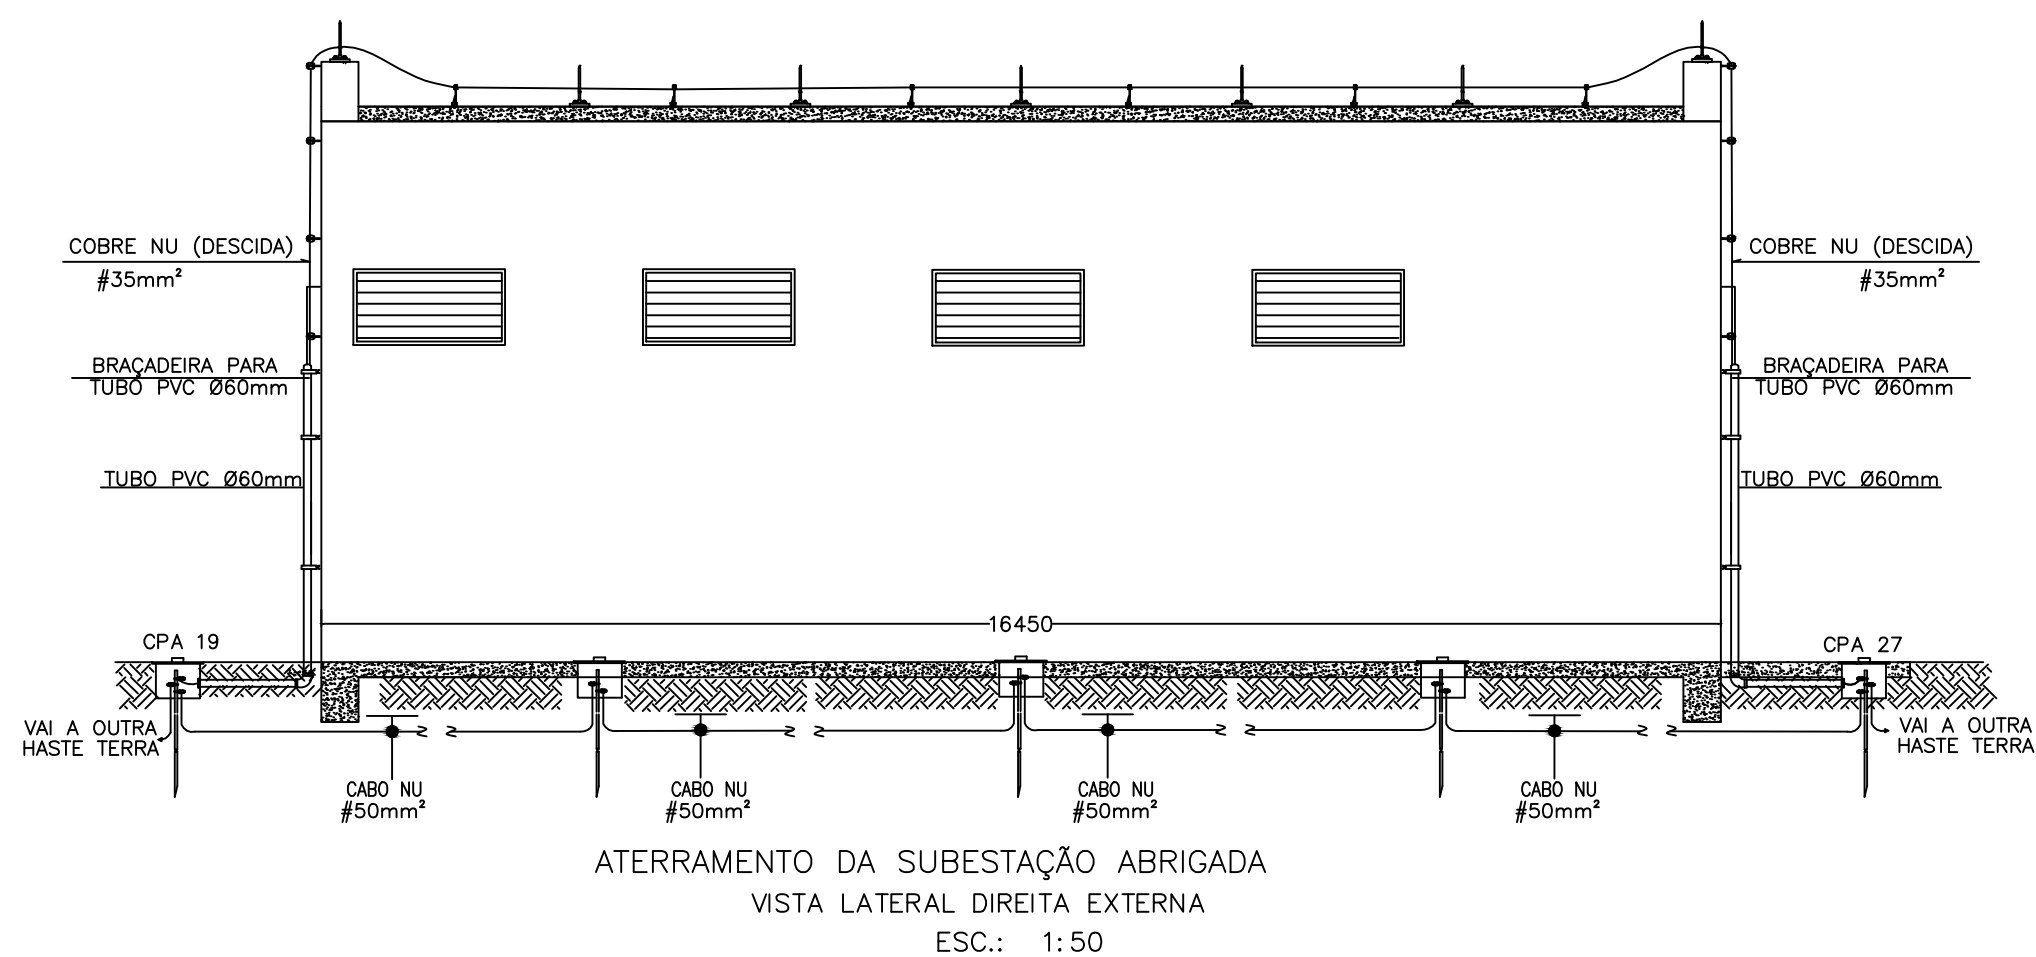 COBRE NU (DESCIDA)
#35mm²
COBRE NU (DESCIDA)
#35mm²
BRAÇADEIRA PARA
TUBO PVC Ø60mm
BRAÇADEIRA PARA
TUBO PVC Ø60mm
TUBO PVC Ø60mm
TUBO PVC Ø60mm
16450
CPA 19
CPA 27
VAI A OUTRA
HASTE TERRA
VAI A OUTRA
HASTE TERRA
CABO NU
#50mm²
CABO NU
#50mm²
CABO NU
#50mm²
CABO NU
#50mm²
ATERRAMENTO DA SUBESTAÇÃO ABRIGADA
VISTA LATERAL DIREITA EXTERNA
ESC.: 1:50